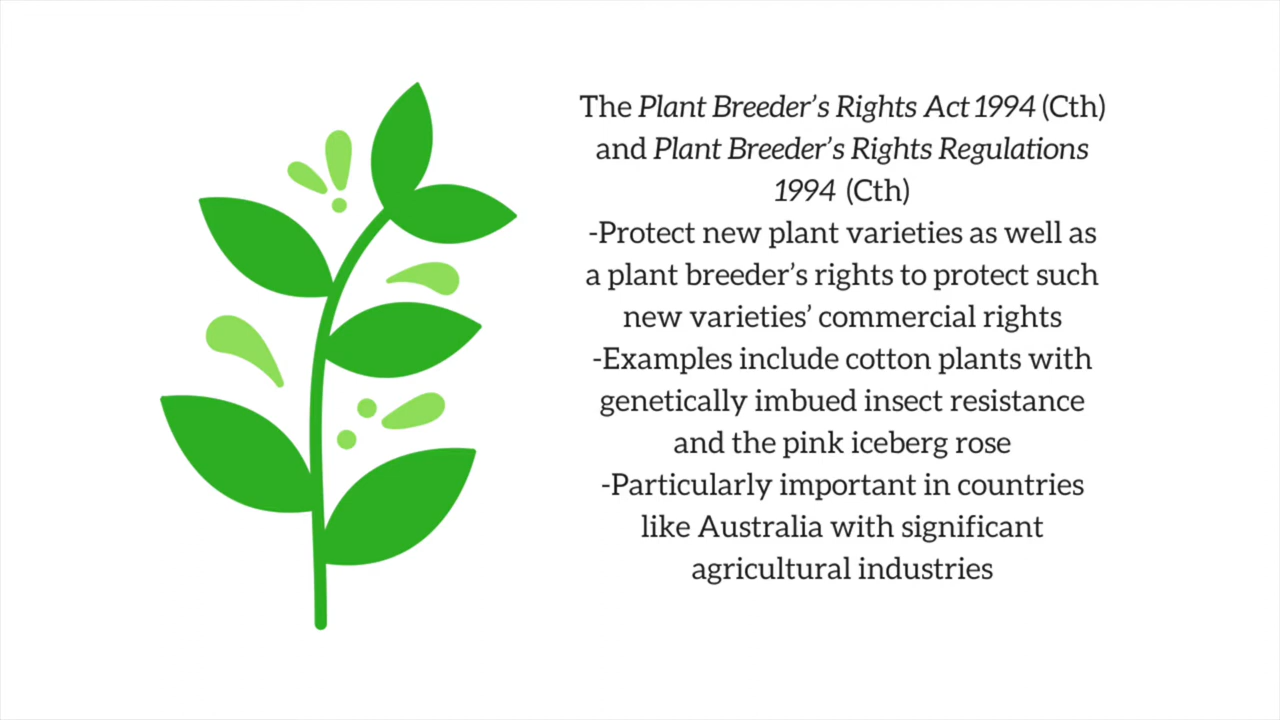 The Plant Breeder’s Rights Act 1994 (Cth)
and Plant Breeder’s Rights Regulations
1994 (Cth)
-Protect new plant varieties as well as
a plant breeder’s rights to protect such
new varieties’ commercial rights
-Examples include cotton plants with
genetically imbued insect resistance
and the pink iceberg rose
-Particularly important in countries
like Australia with significant
agricultural industries